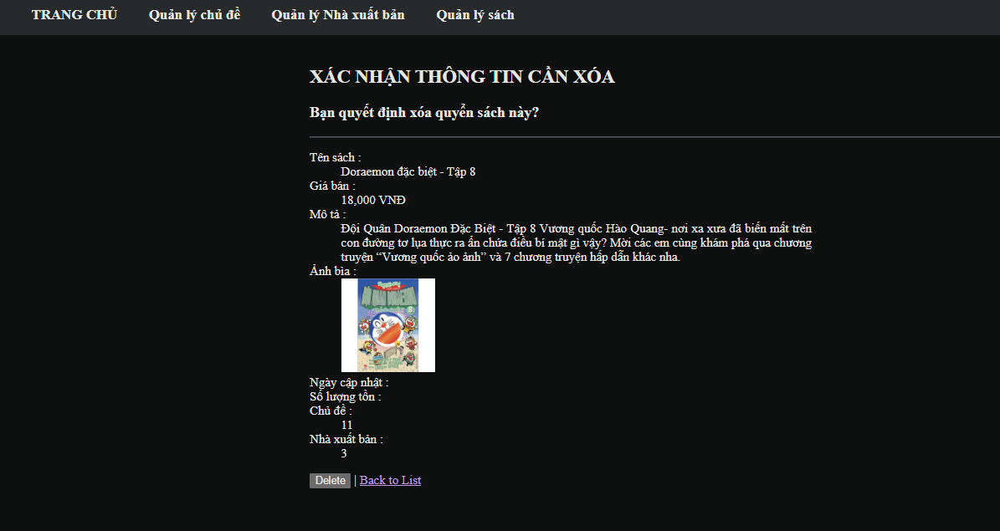 TRANG CHỦ Quản lý chủ đề Quản lý Nhà xuất bản Quản lý sách
XÁC NHẬN THÔNG TIN CẦN XÓA
Bạn quyết định xóa quyển sách này?
Tên sách :
Doraemon đặc biệt - Tập 8
Giá bán :
18,000 VNĐ
Mô tả :
Đội Quân Doraemon Đặc Biệt - Tập 8 Vương quốc Hào Quang- nơi xa xưa đã biến mất trên
con đường tơ lụa thực ra ẩn chứa điều bí mật gì vậy? Mời các em cùng khám phá qua chương
truyện “Vương quốc ảo ảnh” và 7 chương truyện hấp dẫn khác nha.
Ảnh bìa :
Ngày cập nhật :
Số lượng tồn :
Chủ đề :
11
Nhà xuất bản :
3
Delete | Back to List